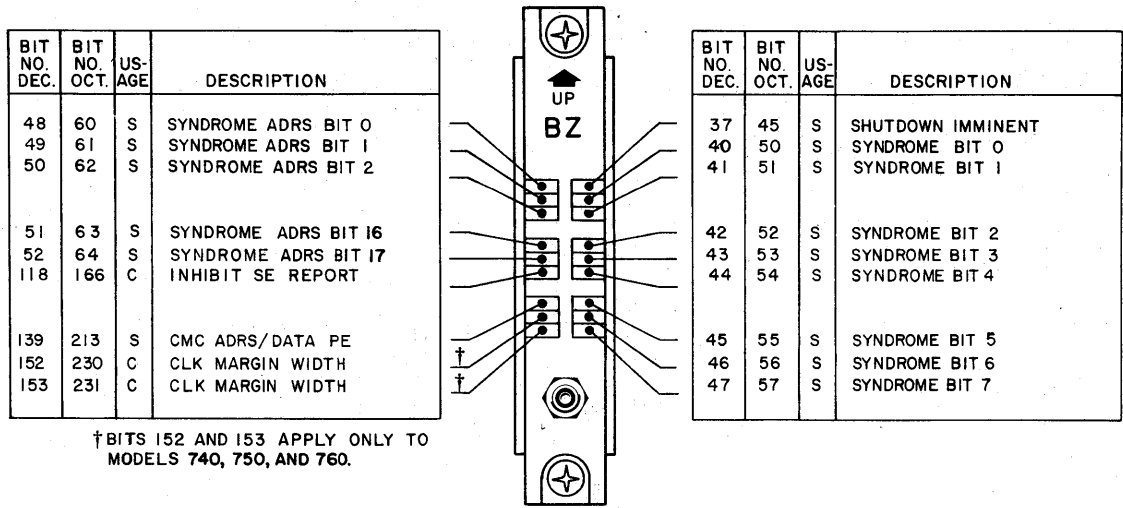 BIT NO. DEC. BIT NO. OCT. US-AGE DESCRIPTION
48 60 S SYNDROME ADRS BIT 0
49 61 S SYNDROME ADRS BIT 1
50 62 S SYNDROME ADRS BIT 2
51 63 S SYNDROME ADRS BIT 16
52 64 S SYNDROME ADRS BIT 17
118 166 C INHIBIT SE REPORT
139 213 S CMC ADRS/DATA PE
152 230 C CLK MARGIN WIDTH †
153 231 C CLK MARGIN WIDTH †
†BITS 152 AND 153 APPLY ONLY TO
MODELS 740, 750, AND 760.
UP
BZ
BIT NO. DEC. BIT NO. OCT. US-AGE DESCRIPTION
37 45 S SHUTDOWN IMMINENT
40 50 S SYNDROME BIT 0
41 51 S SYNDROME BIT 1
42 52 S SYNDROME BIT 2
43 53 S SYNDROME BIT 3
44 54 S SYNDROME BIT 4
45 55 S SYNDROME BIT 5
46 56 S SYNDROME BIT 6
47 57 S SYNDROME BIT 7